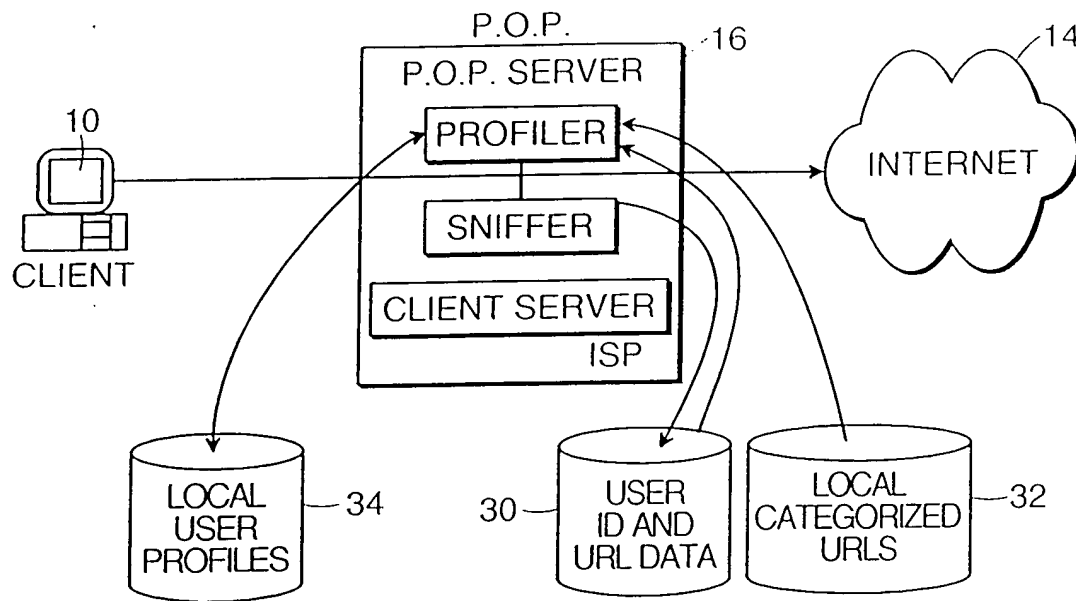 P.O.P.
16
P.O.P. SERVER
14
10
PROFILER
INTERNET
SNIFFER
CLIENT
CLIENT SERVER
ISP
LOCAL
USER
PROFILES
34
30
USER
ID AND
URL DATA
LOCAL
CATEGORIZED
URLS
32